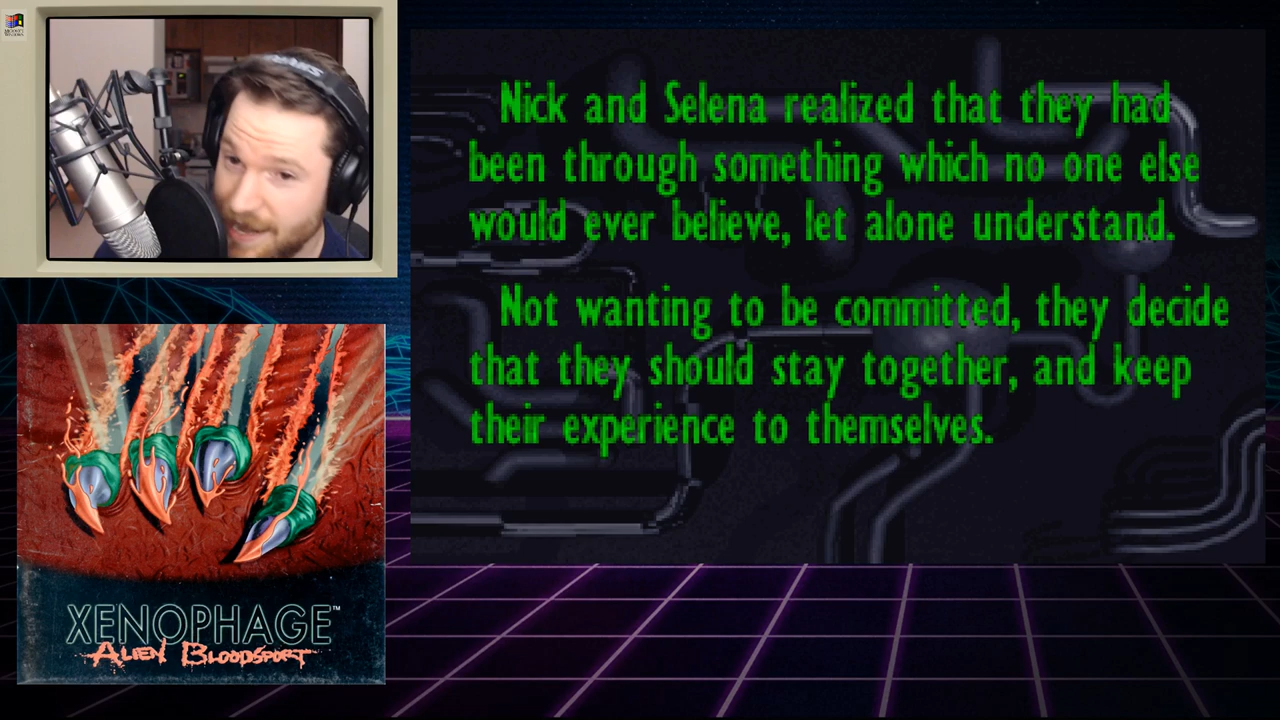 Nick and Selena realized that they had
been through something which no one else
would ever believe, let alone understand.
Not wanting to be committed, they decide
that they should stay together, and keep
their experience to themselves.
XENOPHAGE™
ALIEN BLOODSPORT